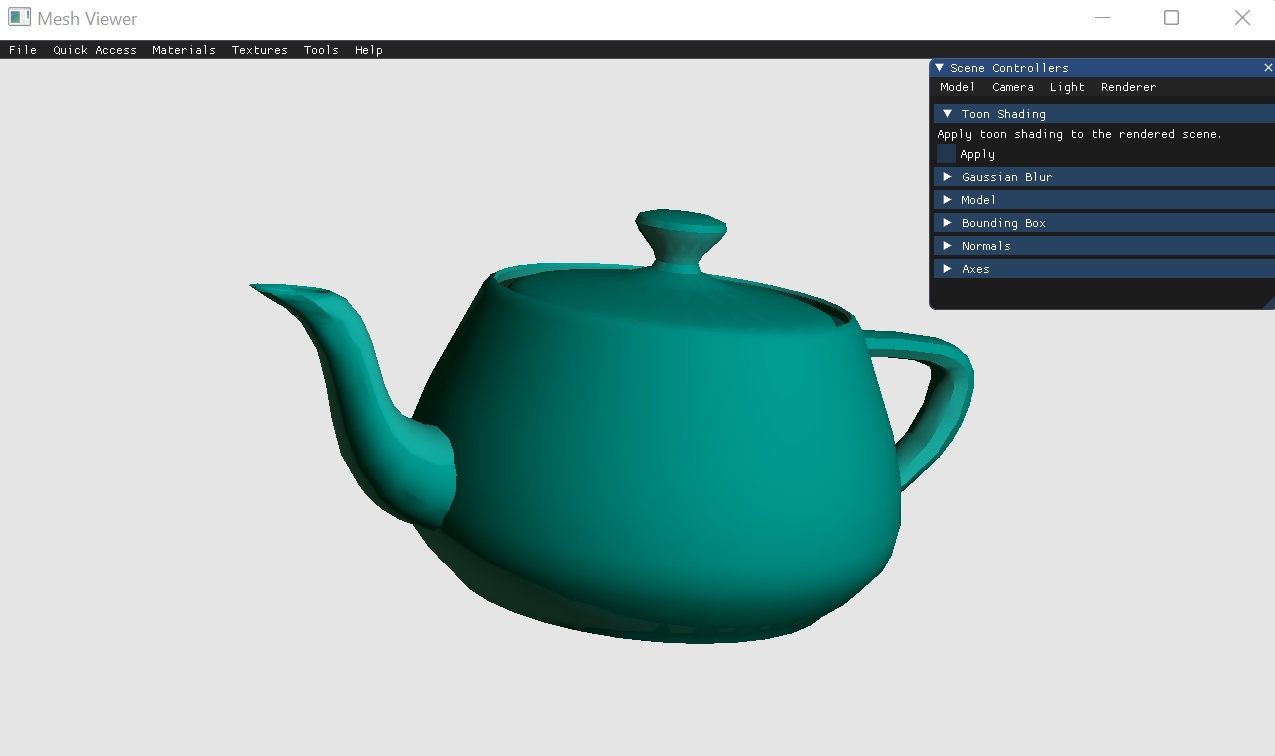 Mesh Viewer
File Quick Access Materials Textures Tools Help
Scene Controllers
Model Camera Light Renderer
Toon Shading
Apply toon shading to the rendered scene.
Apply
Gaussian Blur
Model
Bounding Box
Normals
Axes